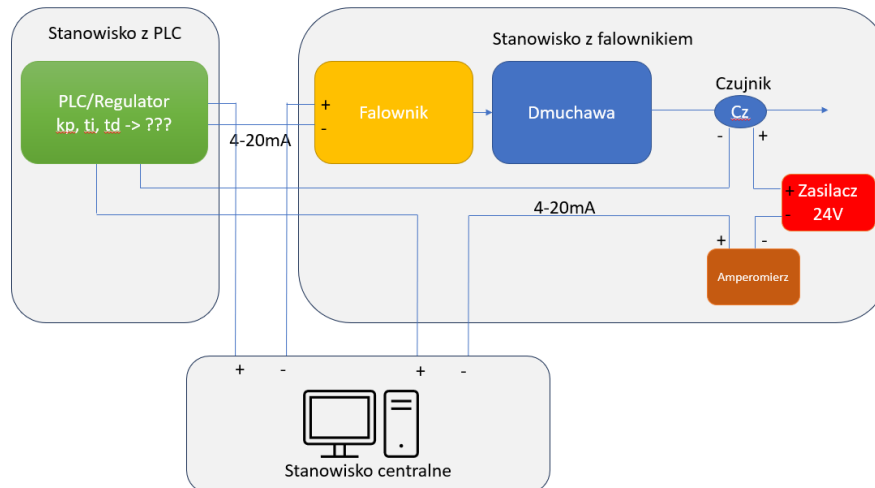 Stanowisko z PLC
Stanowisko z falownikiem
PLC/Regulator
kp, ti, td -> ???
+
-
4-20mA
Falownik
Dmuchawa
Czujnik
Cz
-
+
+ Zasilacz
- 24V
4-20mA
+
-
Amperomierz
+
-
+
-
Stanowisko centralne